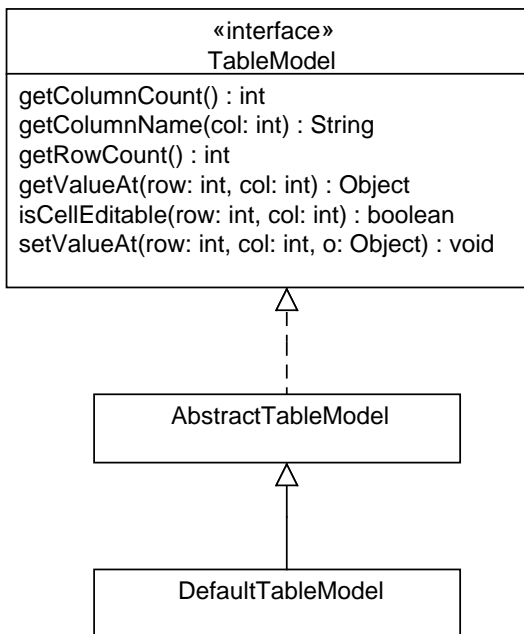 «interface»
TableModel
getColumnCount() : int
getColumnName(col: int) : String
getRowCount() : int
getValueAt(row: int, col: int) : Object
isCellEditable(row: int, col: int) : boolean
setValueAt(row: int, col: int, o: Object) : void
AbstractTableModel
DefaultTableModel